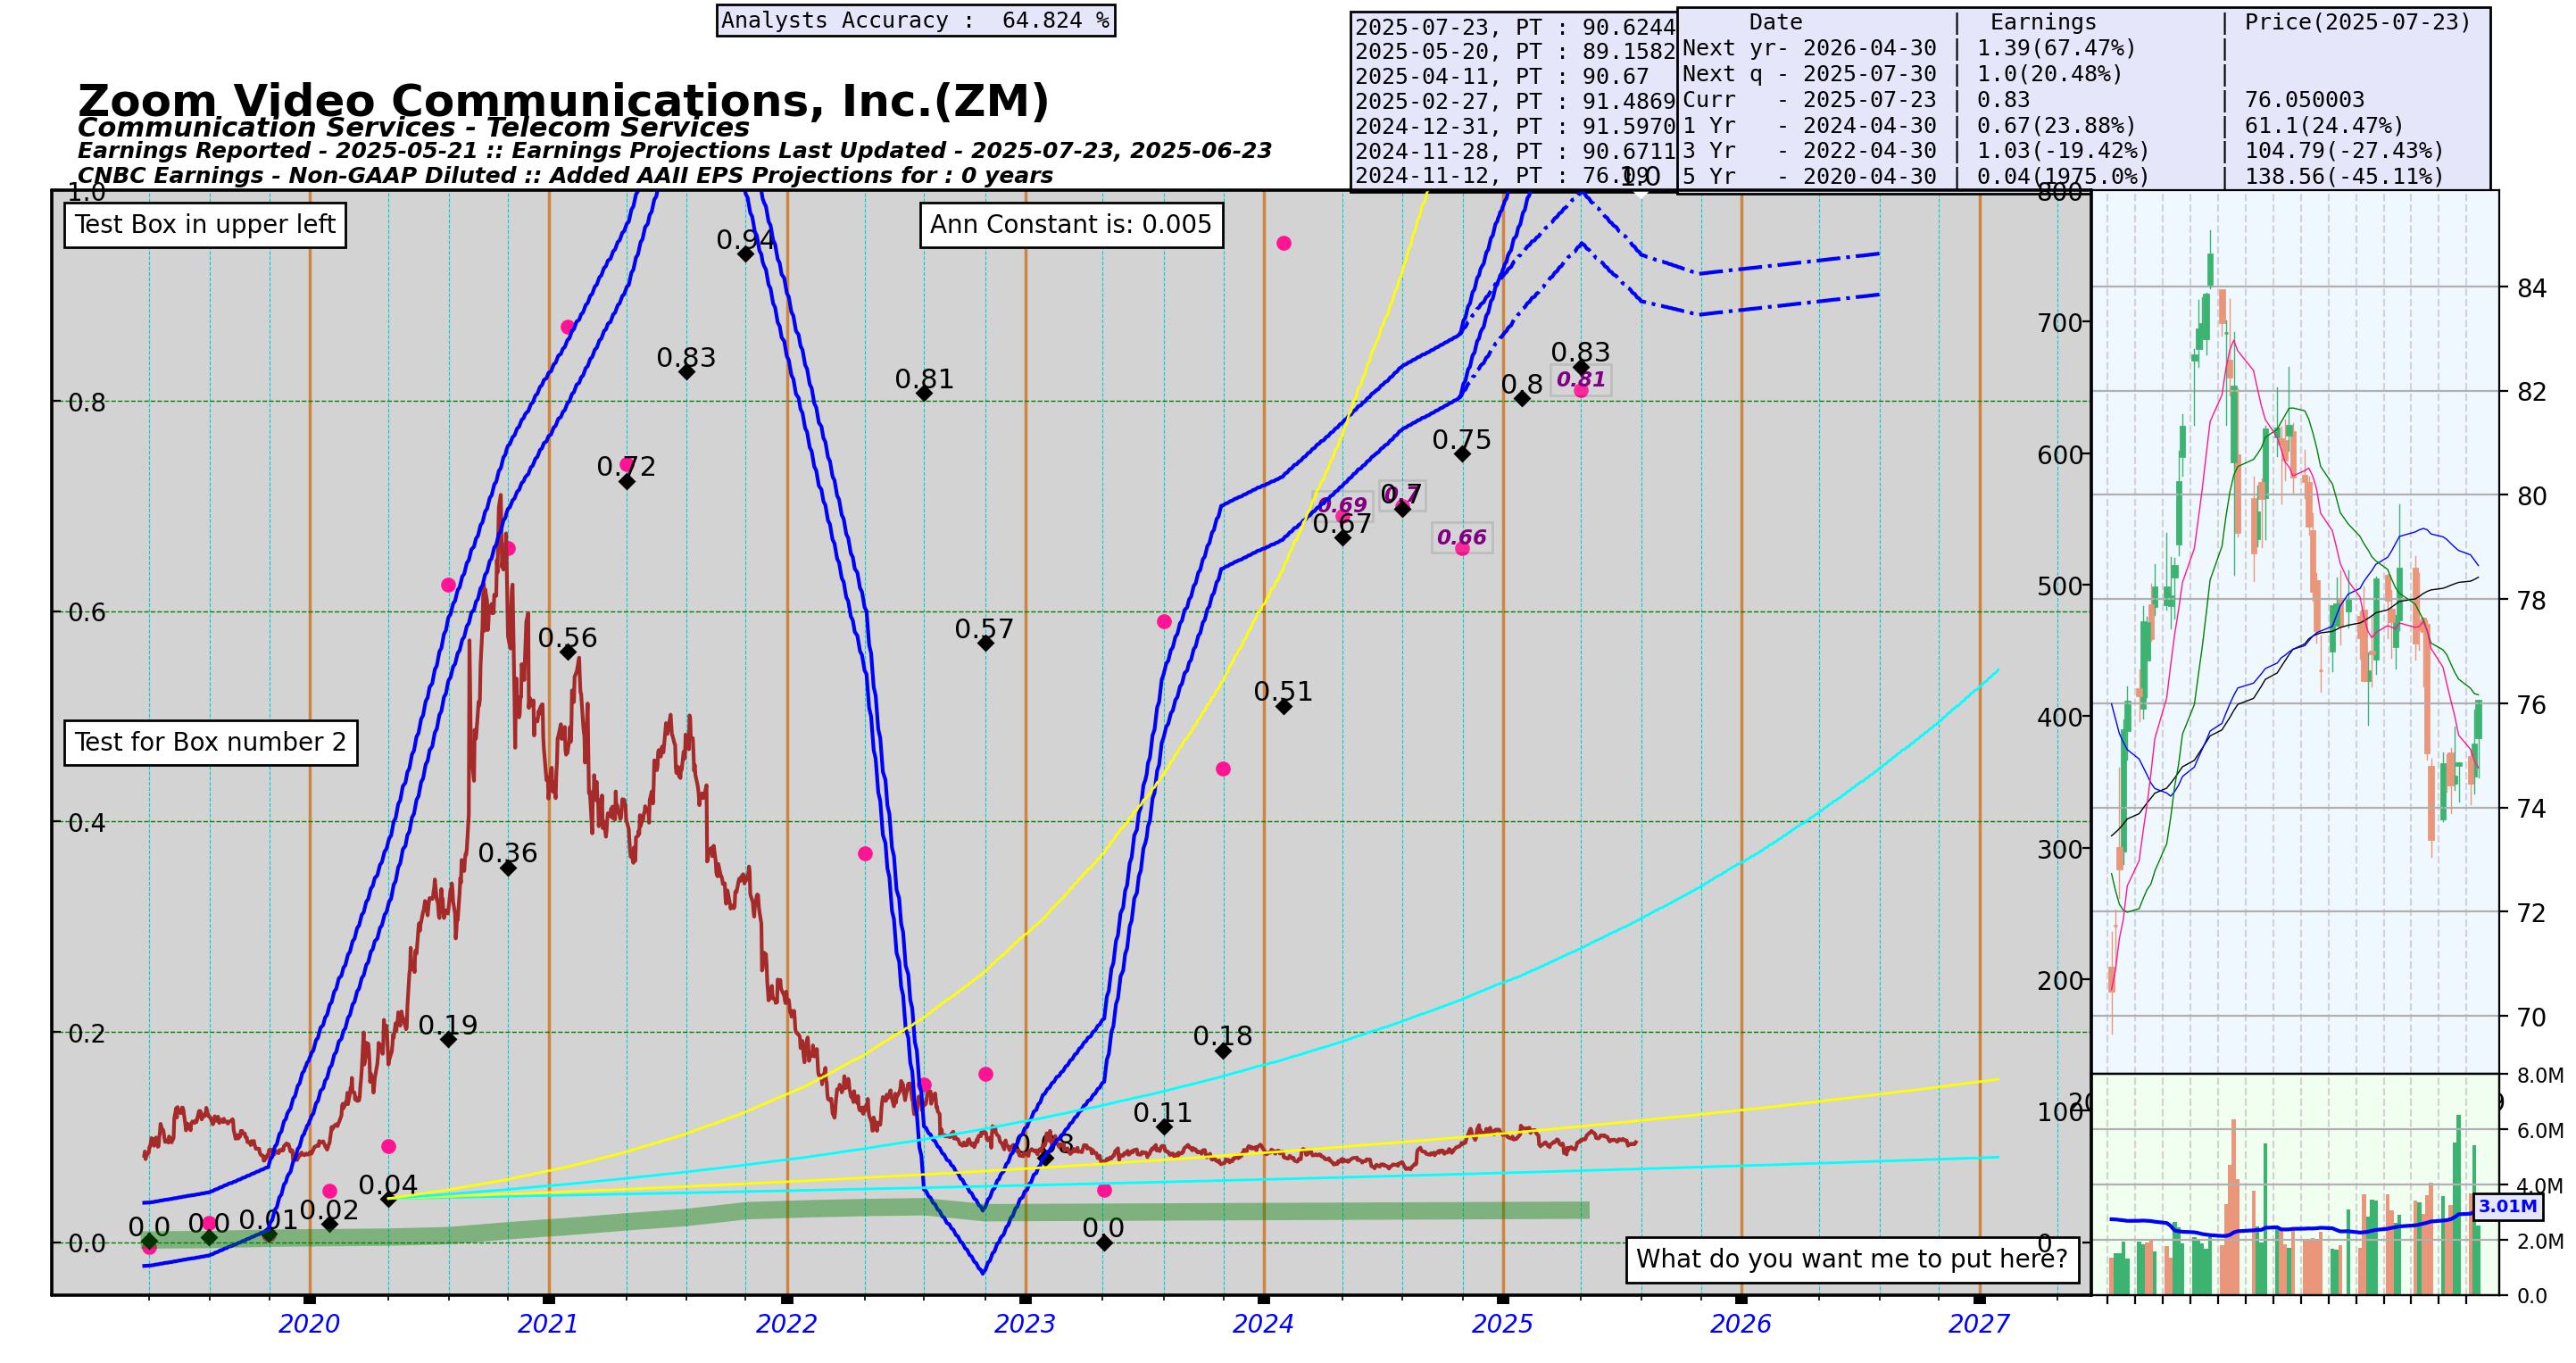 Analysts Accuracy :  64.824 %
2025-07-23, PT : 90.6244
2025-05-20, PT : 89.1582
2025-04-11, PT : 90.67
2025-02-27, PT : 91.4869
2024-12-31, PT : 91.5970
2024-11-28, PT : 90.6711
2024-11-12, PT : 76.19
Date | Earnings | Price(2025-07-23)
Next yr- 2026-04-30 | 1.39(67.47%) |
Next q - 2025-07-30 | 1.0(20.48%) |
Curr - 2025-07-23 | 0.83 | 76.050003
1 Yr - 2024-04-30 | 0.67(23.88%) | 61.1(24.47%)
3 Yr - 2022-04-30 | 1.03(-19.42%) | 104.79(-27.43%)
5 Yr - 2020-04-30 | 0.04(1975.0%) | 138.56(-45.11%)
Zoom Video Communications, Inc.(ZM)
Communication Services - Telecom Services
Earnings Reported - 2025-05-21 :: Earnings Projections Last Updated - 2025-07-23, 2025-06-23
CNBC Earnings - Non-GAAP Diluted :: Added AAII EPS Projections for : 0 years
1.0
1.0
800
Test Box in upper left
Ann Constant is: 0.005
0.94
84
700
0.83
0.83
0.81
0.81
0.8
0.8
82
0.75
600
0.72
0.7
0.7
0.69
0.67
0.66
80
0.6
500
78
0.56
0.57
0.51
Test for Box number 2
400
76
0.4
0.36
300
74
72
200
0.2
0.19
0.18
70
8.0M
100
0.11
6.0M
0.08
0.04
4.0M
3.01M
0.0
0.0
0.01
0.02
0.0
0.0
0
2.0M
What do you want me to put here?
0.0
2020
2021
2022
2023
2024
2025
2026
2027